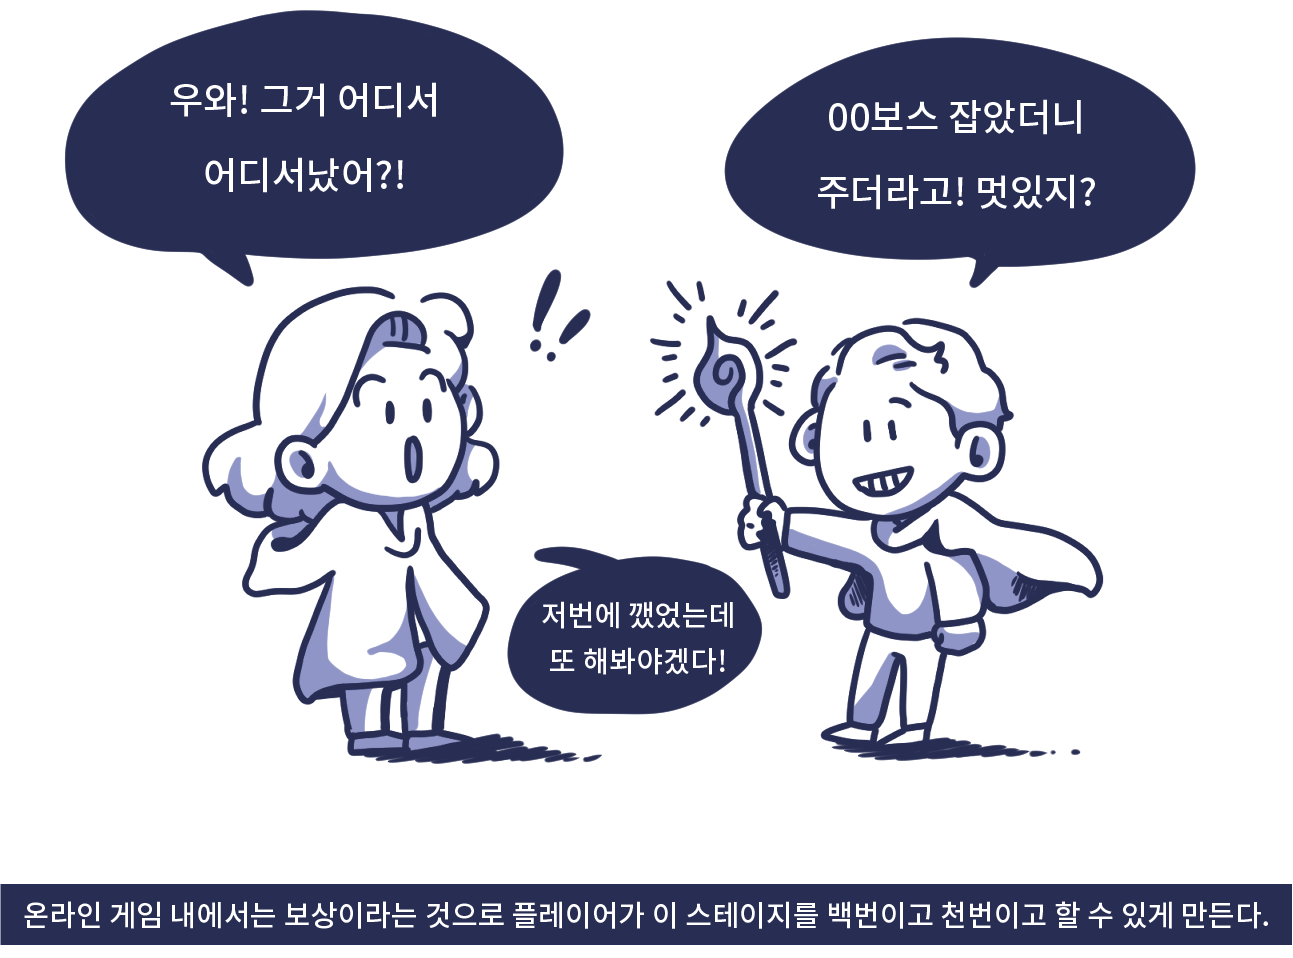 우와! 그거 어디서
어디서났어?!
00보스 잡았더니
주더라고! 멋있지?
저번에 깼었는데
또 해봐야겠다!
온라인 게임 내에서는 보상이라는 것으로 플레이어가 이 스테이지를 백번이고 천번이고 할 수 있게 만든다.